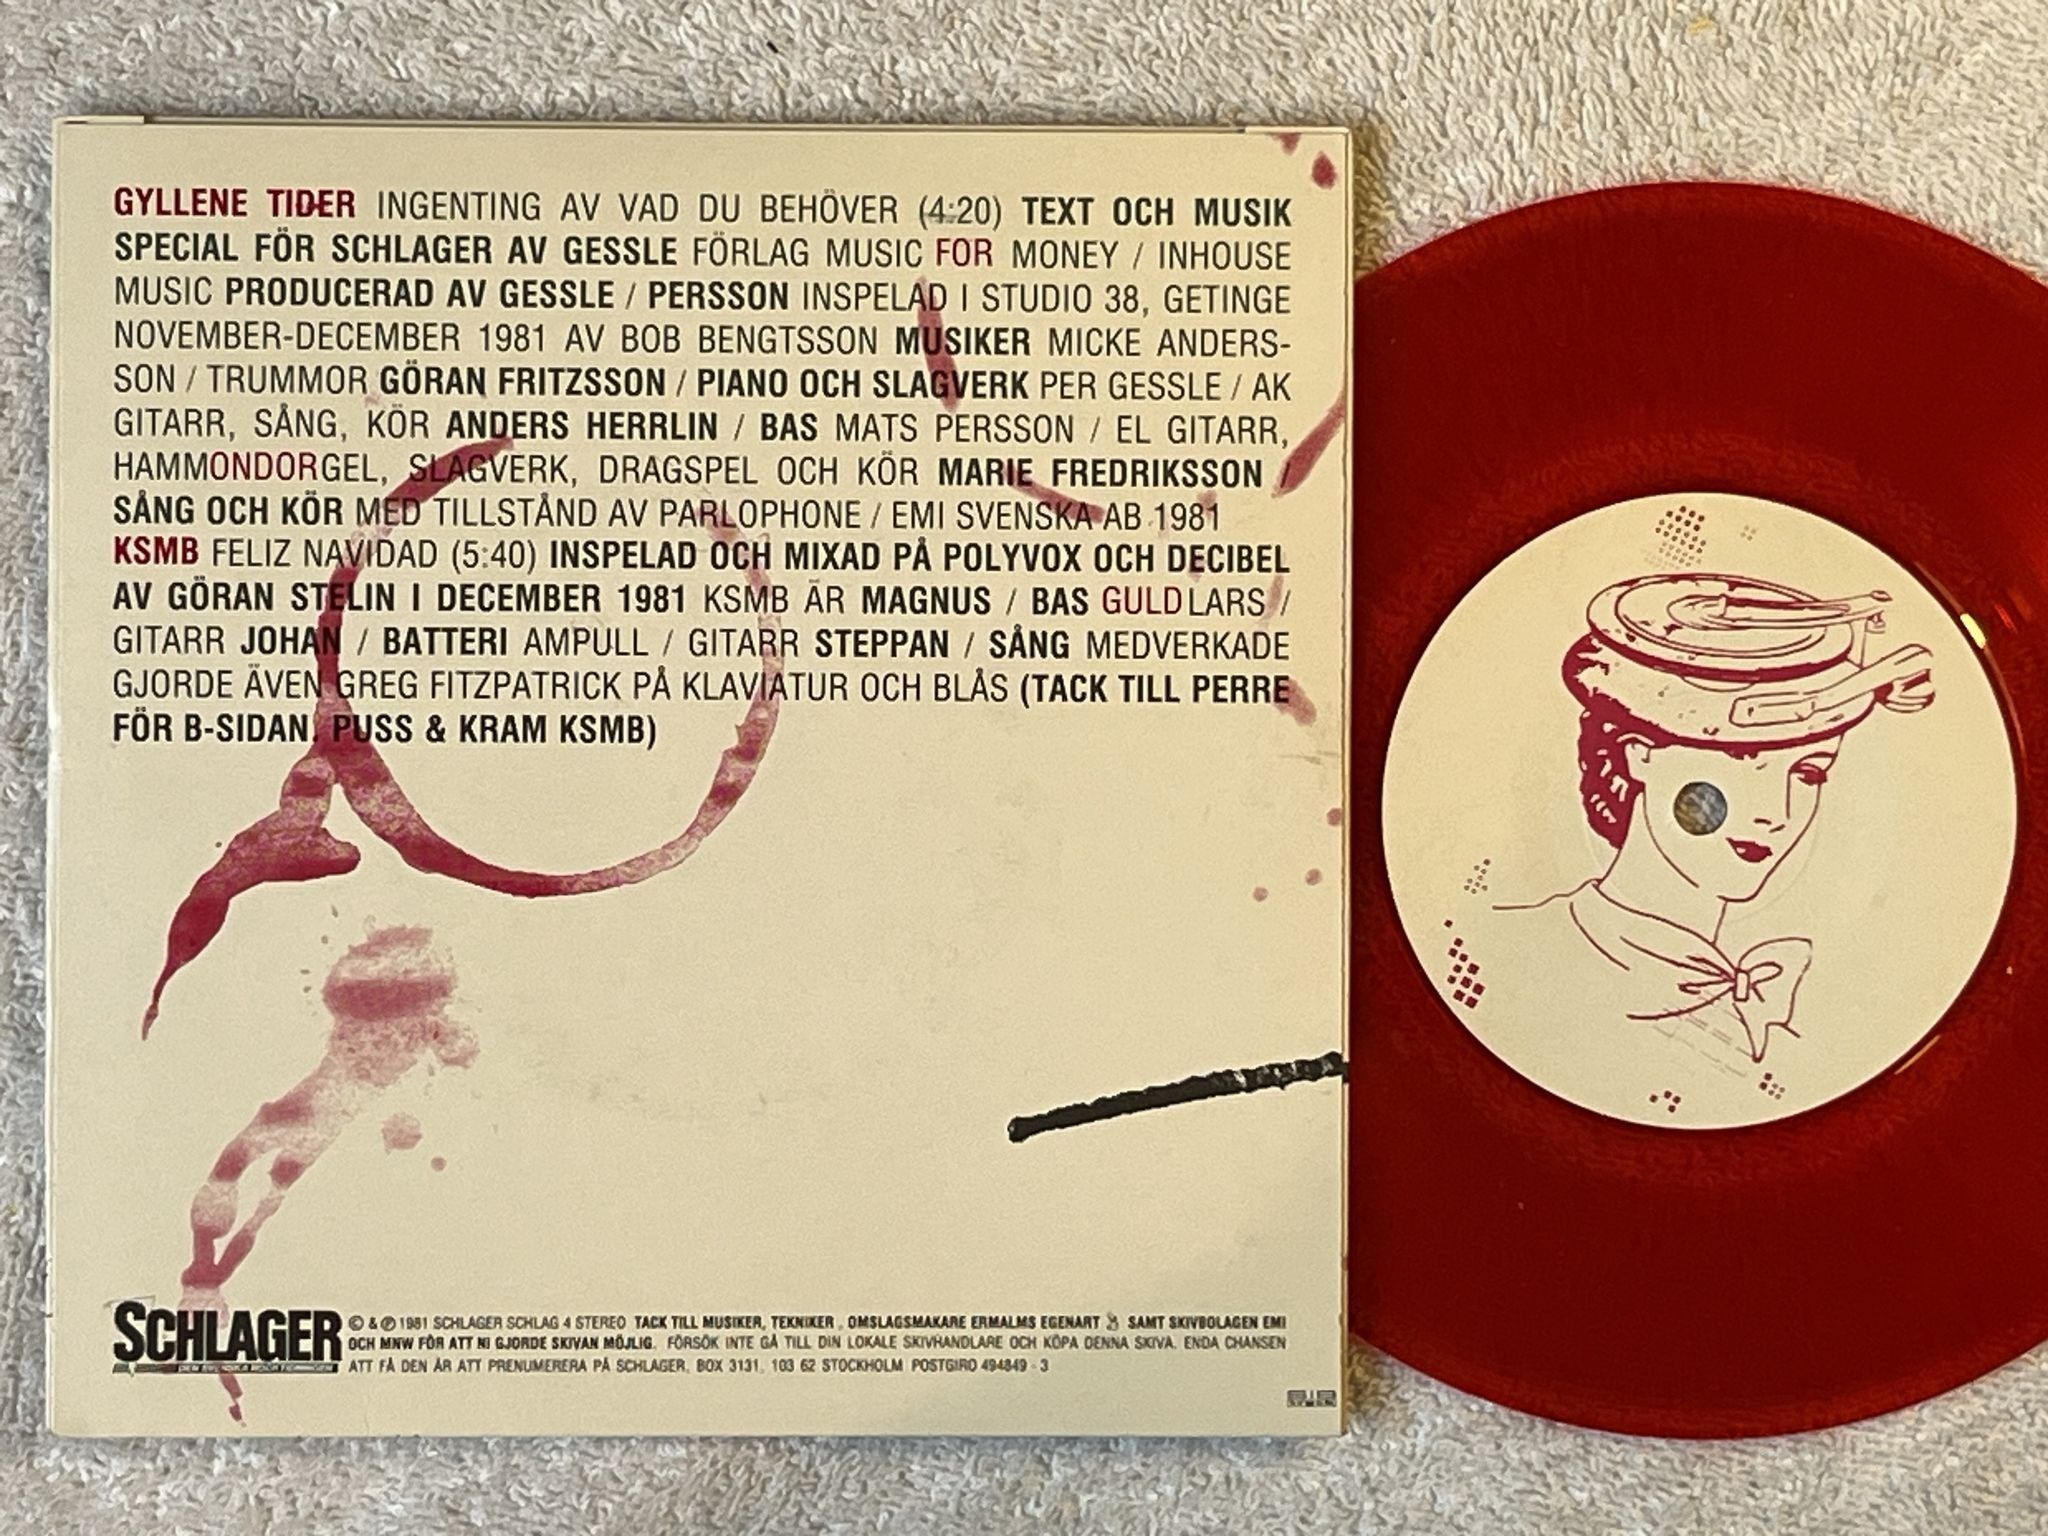 GYLLENE TIDER INGENTING AV VAD DU BEHÖVER (4:20) TEXT OCH MUSIK
SPECIAL FÖR SCHLAGER AV GESSLE FÖRLAG MUSIC FOR MONEY / INHOUSE
MUSIC PRODUCERAD AV GESSLE / PERSSON INSPELAD I STUDIO 38, GETINGE
NOVEMBER-DECEMBER 1981 AV BOB BENGTSSON MUSIKER MICKE ANDERS-
SON / TRUMMOR GÖRAN FRITZSSON / PIANO OCH SLAGVERK PER GESSLE / AK
GITARR, SÅNG, KÖR ANDERS HERRLIN / BAS MATS PERSSON / EL GITARR,
HAMMONDORGEL, SLAGVERK, DRAGSPEL OCH KÖR MARIE FREDRIKSSON /
SÅNG OCH KÖR MED TILLSTÅND AV PARLOPHONE / EMI SVENSKA AB 1981
KSMB FELIZ NAVIDAD (5:40) INSPELAD OCH MIXAD PÅ POLYVOX OCH DECIBEL
AV GÖRAN STELIN I DECEMBER 1981 KSMB ÄR MAGNUS / BAS GULDLARS /
GITARR JOHAN / BATTERI AMPULL / GITARR STEPPAN / SÅNG MEDVERKADE
GJORDE ÄVEN GREG FITZPATRICK PÅ KLAVIATUR OCH BLÅS (TACK TILL PERRE
FÖR B-SIDAN. PUSS & KRAM KSMB)
SCHLAGER
© & ℗ 1981 SCHLAGER SCHLAG 4 STEREO TACK TILL MUSIKER, TEKNIKER, OMSLAGSMAKARE ERMALMS EGENART SAMT SKIVBOLAGEN EMI
OCH MNW FÖR ATT NI GJORDE SKIVAN MÖJLIG. FÖRSÖK INTE GÅ TILL DIN LOKALE SKIVHANDLARE OCH KÖPA DENNA SKIVA. ENDA CHANSEN
ATT FÅ DEN ÄR ATT PRENUMERERA PÅ SCHLAGER, BOX 3131, 103 62 STOCKHOLM POSTGIRO 494849 - 3